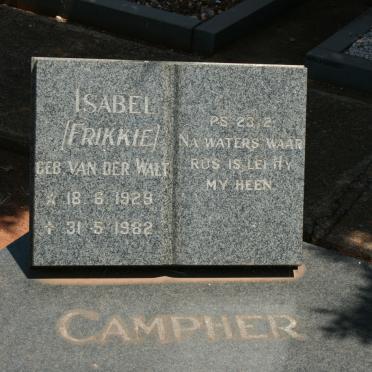 ISABEL
[FRIKKIE]
GEB. VAN DER WALT
☆ 18·6·1929
✝ 31·5·1982
PS. 23:2.
NA WATERS WAAR
RUS IS, LEI HY
MY HEEN.
CAMPHER